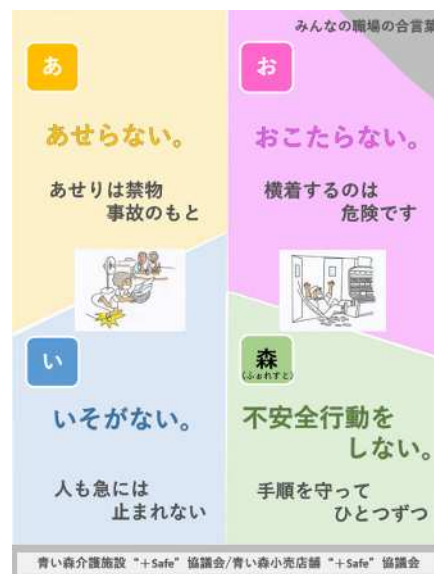 みんなの職場の合言葉
あ
あせらない。
あせりは禁物
事故のもと
お
おこたらない。
横着するのは
危険です
い
いそがない。
人も急には
止まれない
森
(ふぉれすと)
不安全行動を
しない。
手順を守って
ひとつずつ
青い森介護施設“+Safe”協議会/青い森小売店舗“+Safe”協議会